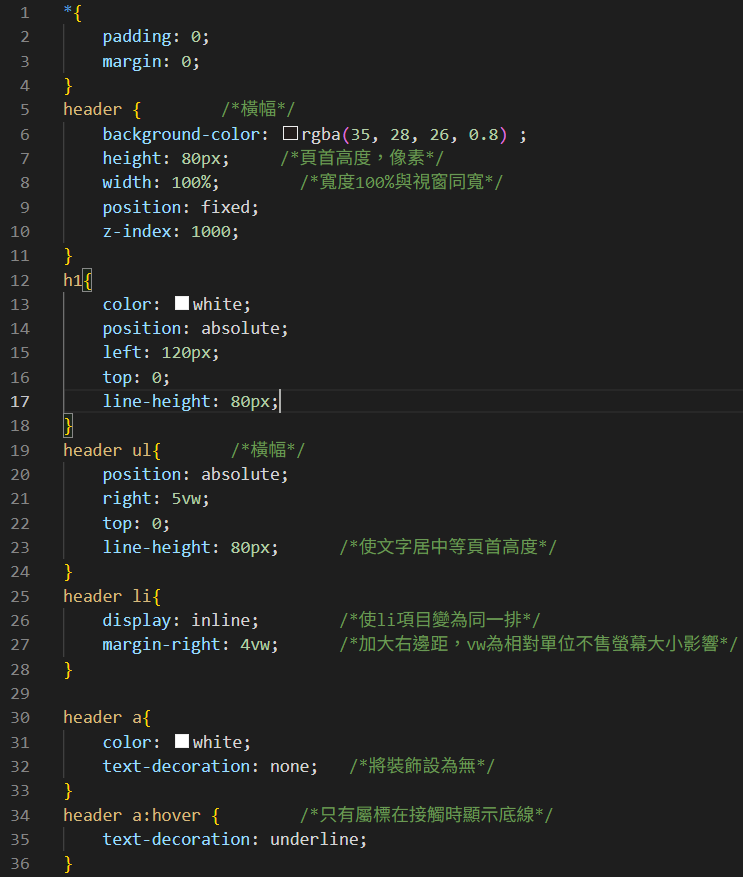 1 *{
2 padding: 0;
3 margin: 0;
4 }
5 header { /*橫幅*/
6 background-color: rgba(35, 28, 26, 0.8) ;
7 height: 80px; /*頁首高度，像素*/
8 width: 100%; /*寬度100%與視窗同寬*/
9 position: fixed;
10 z-index: 1000;
11 }
12 h1{
13 color: white;
14 position: absolute;
15 left: 120px;
16 top: 0;
17 line-height: 80px;
18 }
19 header ul{ /*橫幅*/
20 position: absolute;
21 right: 5vw;
22 top: 0;
23 line-height: 80px; /*使文字居中等頁首高度*/
24 }
25 header li{
26 display: inline; /*使li項目變為同一排*/
27 margin-right: 4vw; /*加大右邊距，vw為相對單位不售螢幕大小影響*/
28 }
29
30 header a{
31 color: white;
32 text-decoration: none; /*將裝飾設為無*/
33 }
34 header a:hover { /*只有屬標在接觸時顯示底線*/
35 text-decoration: underline;
36 }